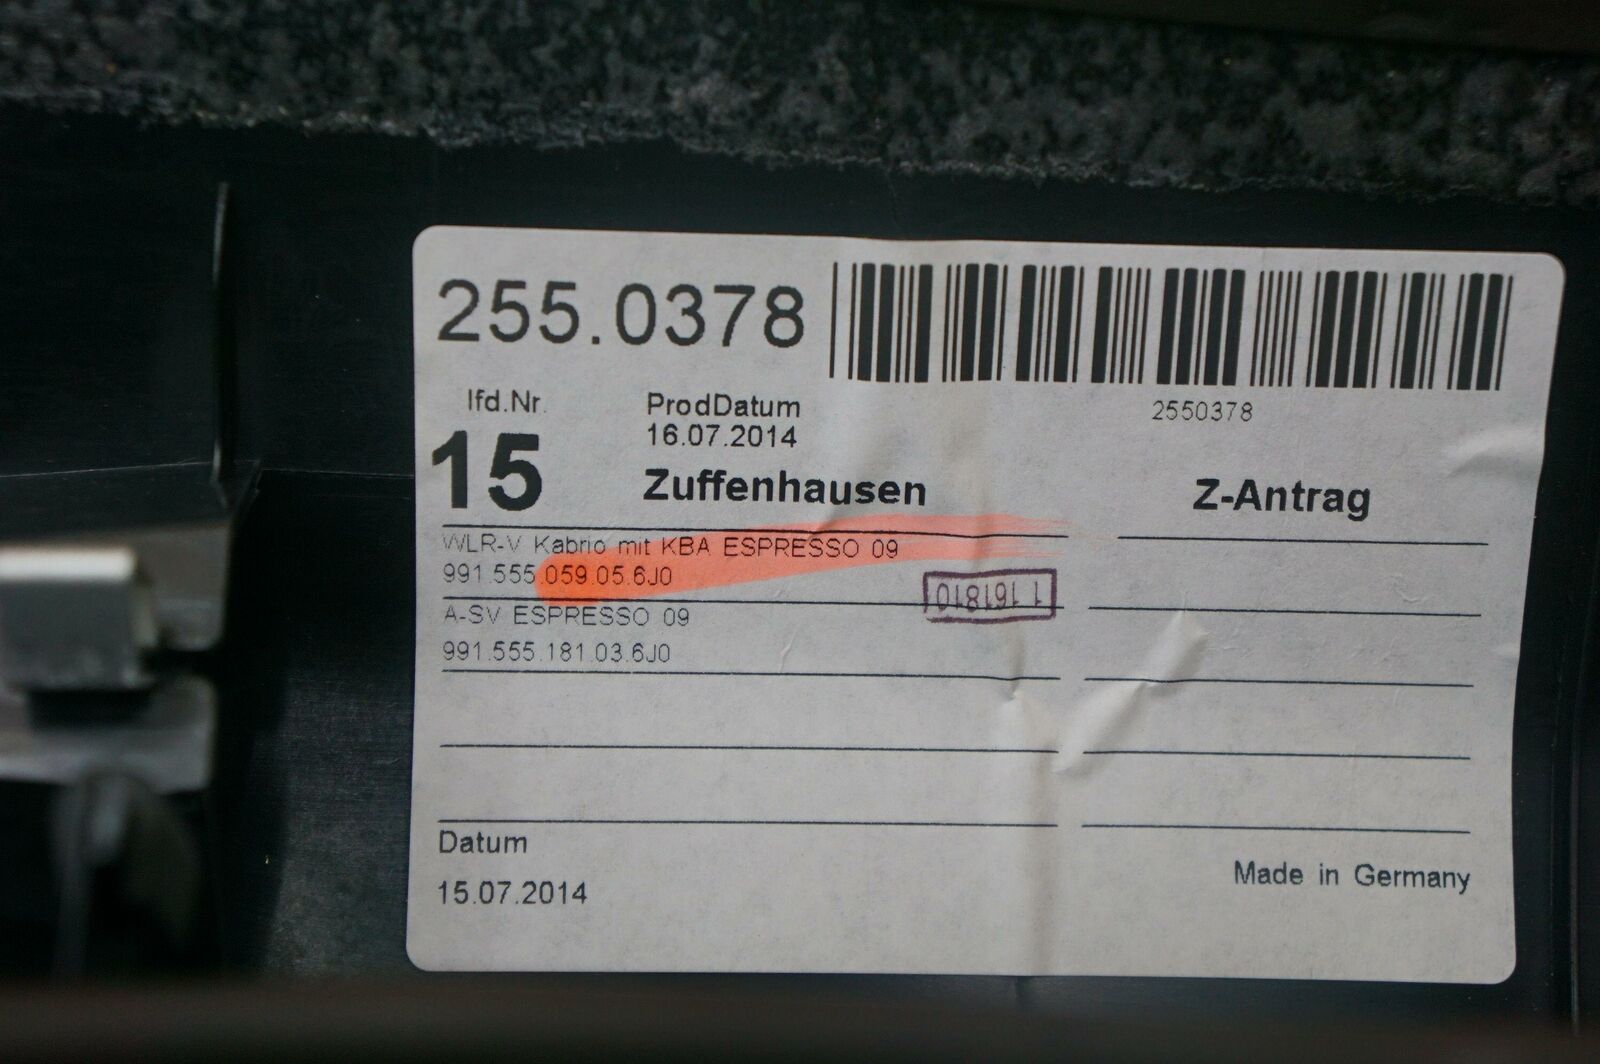 255.0378
2550378
lfd.Nr.
15
ProdDatum
16.07.2014
Zuffenhausen
Z-Antrag
WLR-V Kabrio mit KBA ESPRESSO 09
991.555.059.05.6J0
1 161810
A-SV ESPRESSO 09
991.555.181.03.6J0
Datum
15.07.2014
Made in Germany